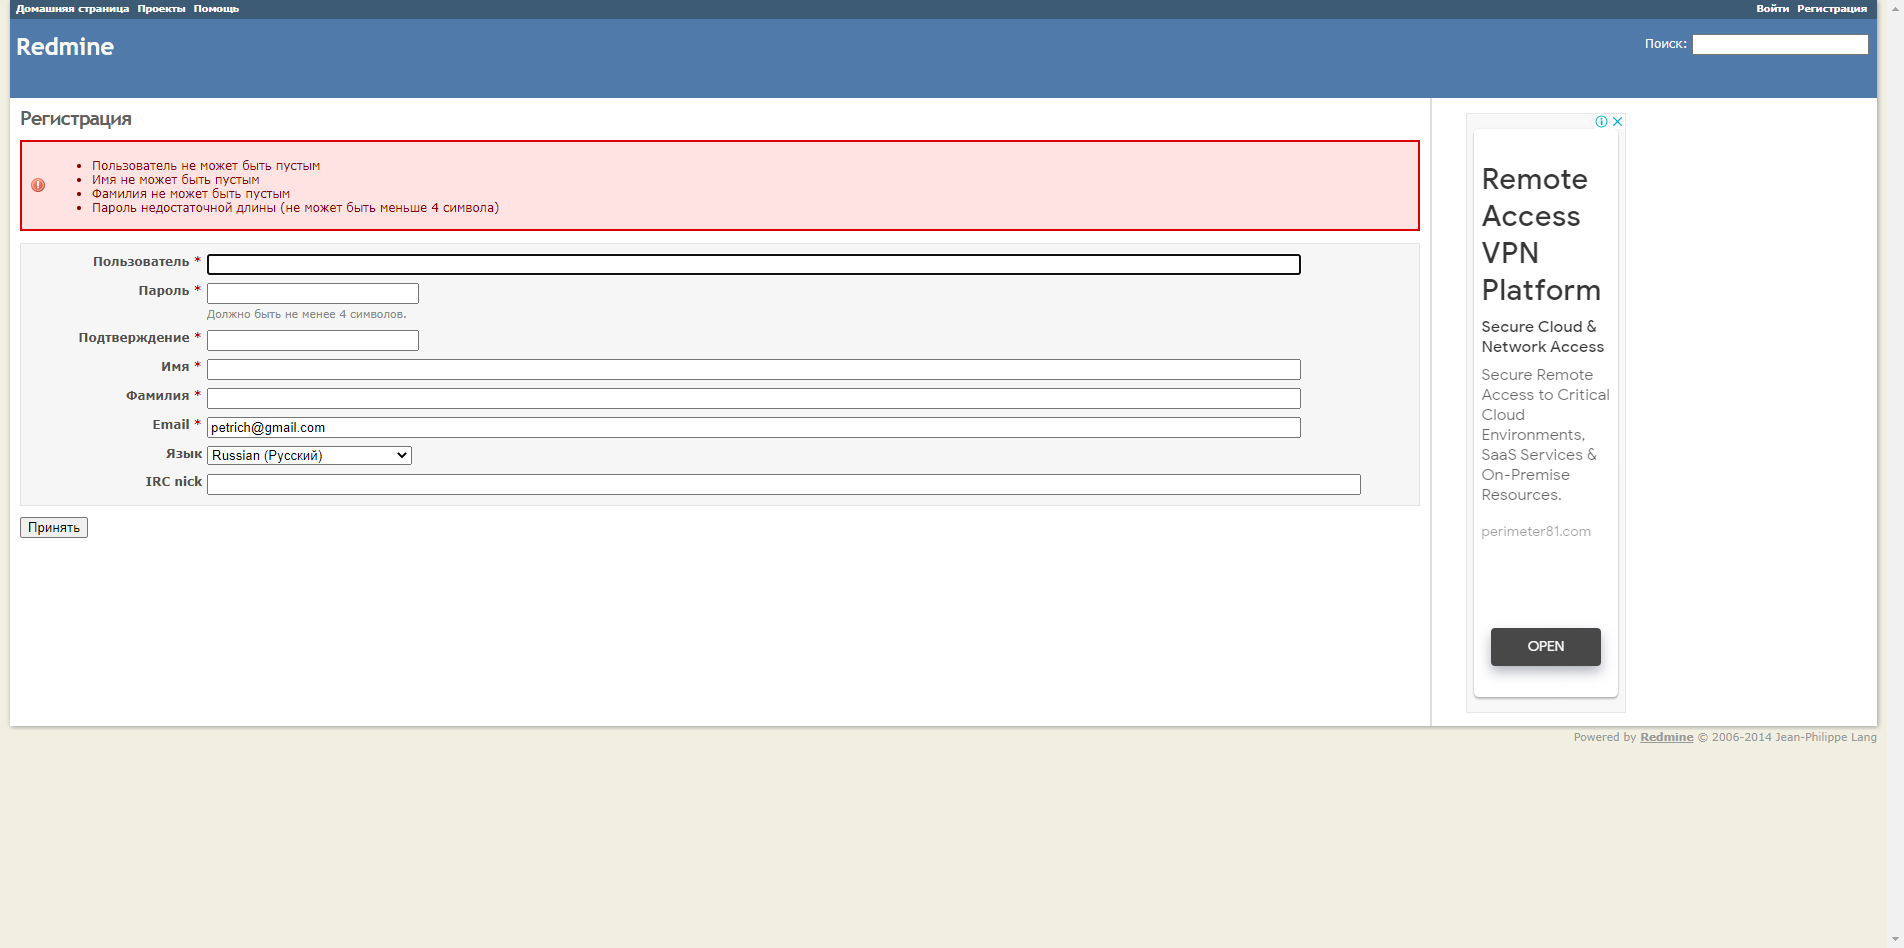 Домашняя страница Проекты Помощь
Войти Регистрация
Redmine
Поиск:
Регистрация
Пользователь не может быть пустым
Имя не может быть пустым
Фамилия не может быть пустым
Пароль недостаточной длины (не может быть меньше 4 символа)
Пользователь *
Пароль *
Должно быть не менее 4 символов.
Подтверждение *
Имя *
Фамилия *
Email * petrich@gmail.com
Язык Russian (Русский)
IRC nick
Принять
Remote
Access
VPN
Platform
Secure Cloud &
Network Access
Secure Remote
Access to Critical
Cloud
Environments,
SaaS Services &
On-Premise
Resources.
perimeter81.com
OPEN
Powered by Redmine © 2006-2014 Jean-Philippe Lang